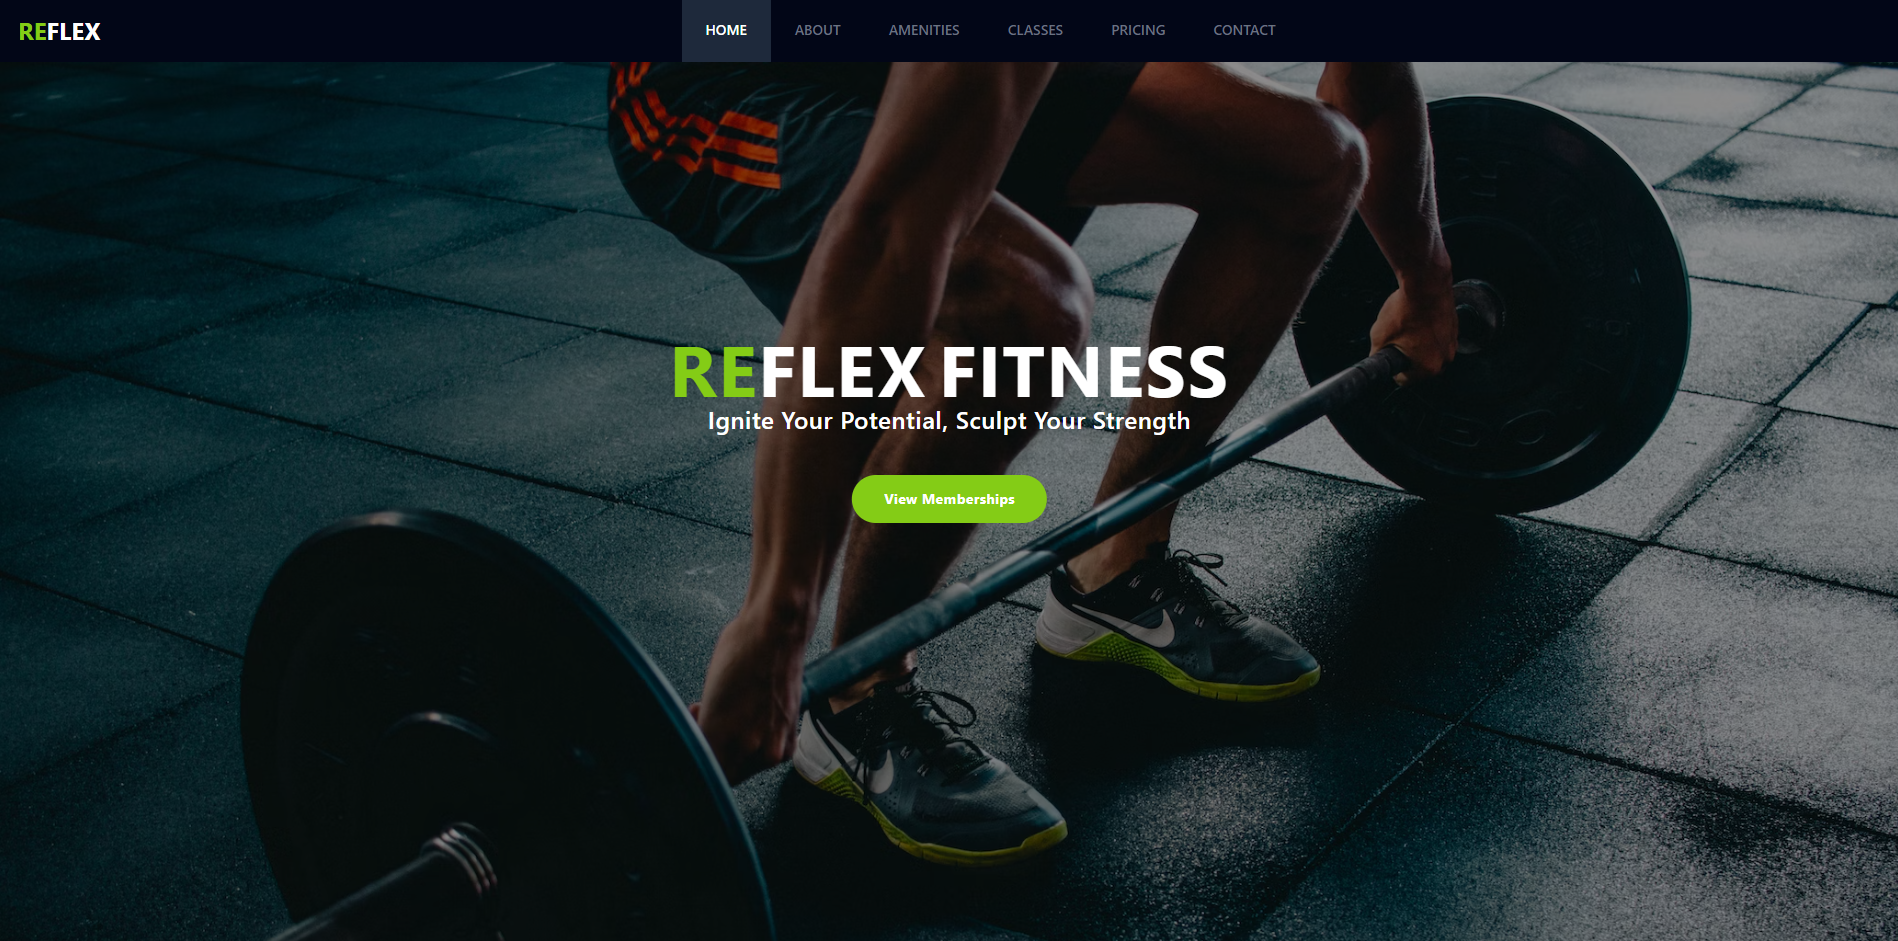 REFLEX
HOME ABOUT AMENITIES CLASSES PRICING CONTACT
REFLEX FITNESS
Ignite Your Potential, Sculpt Your Strength
View Memberships